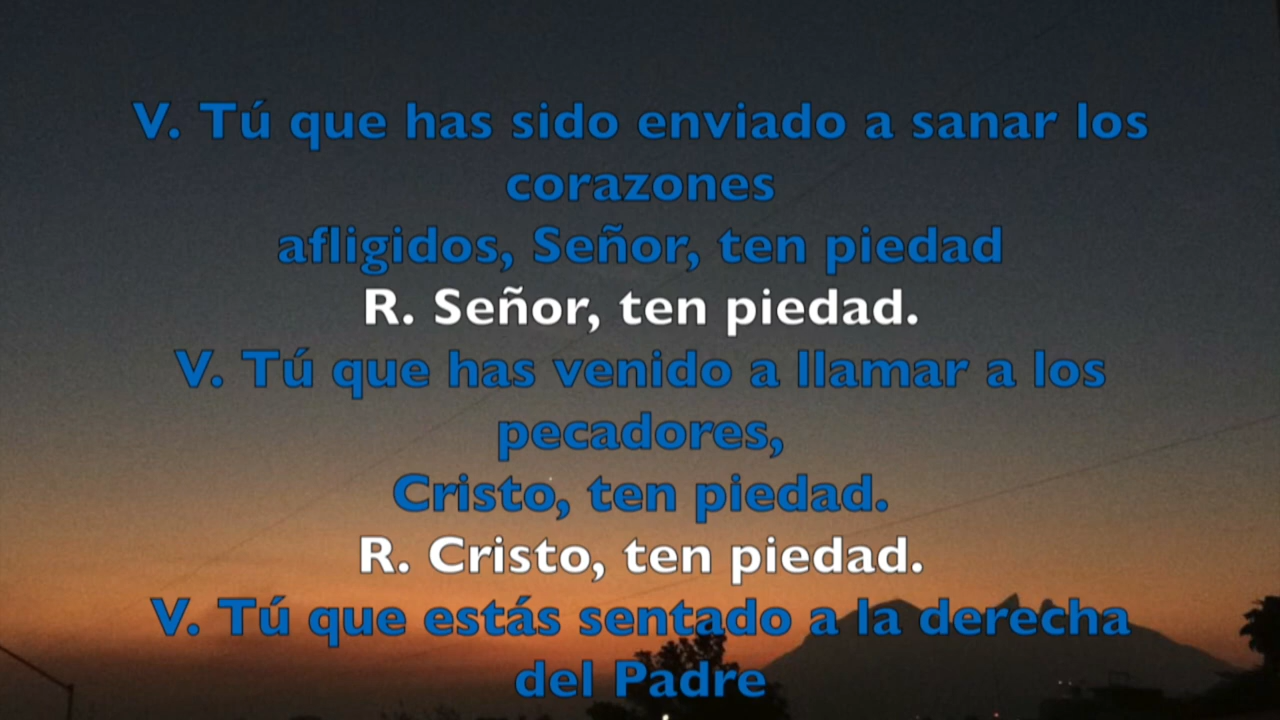 V. Tú que has sido enviado a sanar los
corazones
afligidos, Señor, ten piedad
R. Señor, ten piedad.
V. Tú que has venido a llamar a los
pecadores,
Cristo, ten piedad.
R. Cristo, ten piedad.
V. Tú que estás sentado a la derecha
del Padre